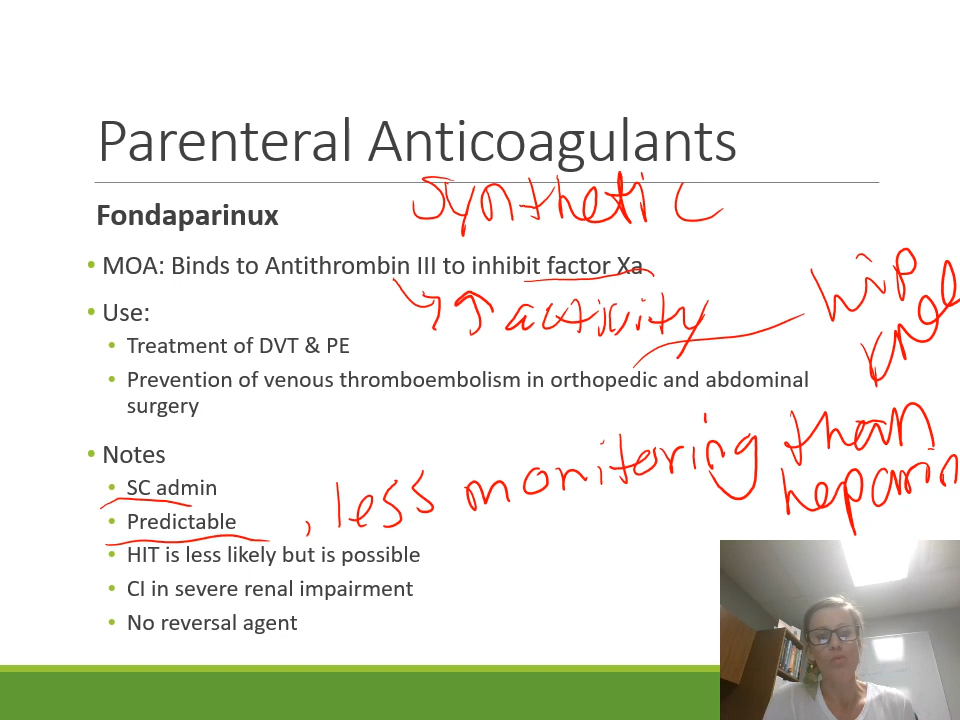 Parenteral Anticoagulants
synthetic
Fondaparinux
• MOA: Binds to Antithrombin III to inhibit factor Xa
↑ activity
hip
knee
• Use:
• Treatment of DVT & PE
• Prevention of venous thromboembolism in orthopedic and abdominal
surgery
• Notes
• SC admin
• Predictable
, less monitoring than
heparin
• HIT is less likely but is possible
• CI in severe renal impairment
• No reversal agent